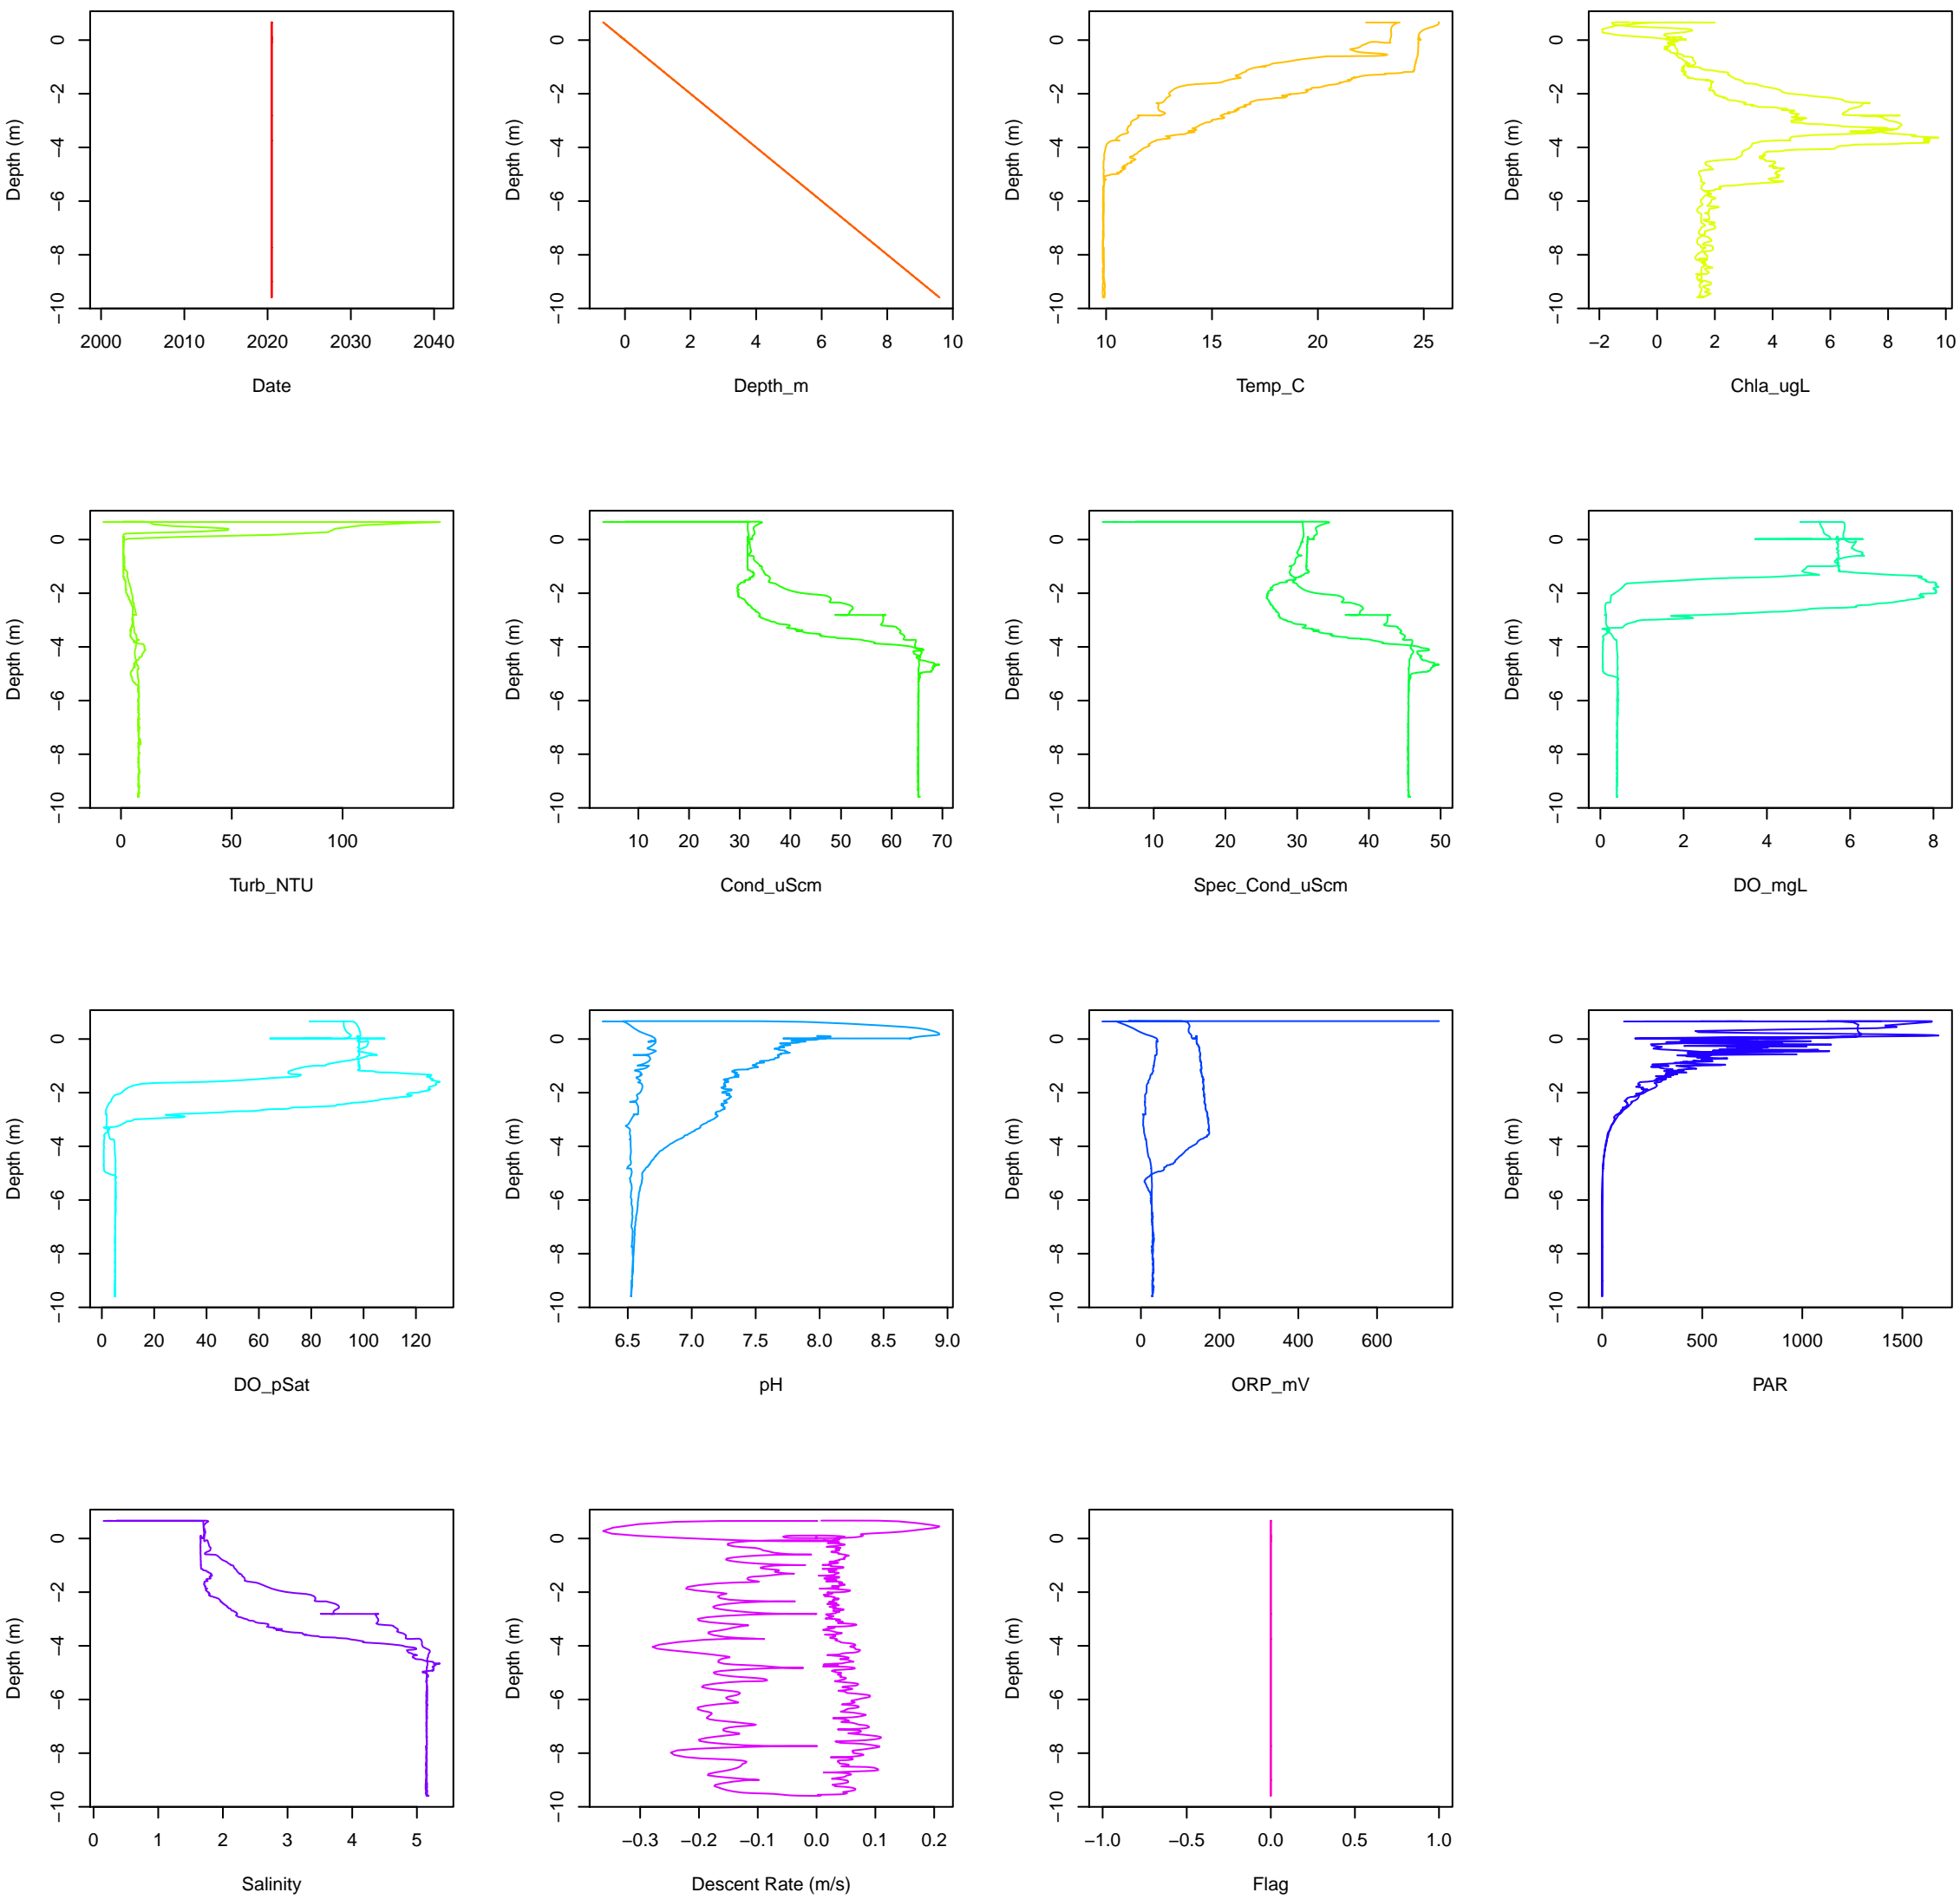 0 0 0 0
−2 −2 −2 −2
−4 −4 −4 −4
−6 −6 −6 −6
−8 −8 −8 −8
−10 −10 −10 −10
Depth (m) Depth (m) Depth (m) Depth (m)
2000 2010 2020 2030 2040 0 2 4 6 8 10 10 15 20 25 −2 0 2 4 6 8 10
Date Depth_m Temp_C Chla_ugL
0 0 0 0
−2 −2 −2 −2
−4 −4 −4 −4
−6 −6 −6 −6
−8 −8 −8 −8
−10 −10 −10 −10
Depth (m) Depth (m) Depth (m) Depth (m)
0 50 100 10 20 30 40 50 60 70 10 20 30 40 50 0 2 4 6 8
Turb_NTU Cond_uScm Spec_Cond_uScm DO_mgL
0 0 0 0
−2 −2 −2 −2
−4 −4 −4 −4
−6 −6 −6 −6
−8 −8 −8 −8
−10 −10 −10 −10
Depth (m) Depth (m) Depth (m) Depth (m)
0 20 40 60 80 100 120 6.5 7.0 7.5 8.0 8.5 9.0 0 200 400 600 0 500 1000 1500
DO_pSat pH ORP_mV PAR
0 0 0
−2 −2 −2
−4 −4 −4
−6 −6 −6
−8 −8 −8
−10 −10 −10
Depth (m) Depth (m) Depth (m)
0 1 2 3 4 5 −0.3 −0.2 −0.1 0.0 0.1 0.2 −1.0 −0.5 0.0 0.5 1.0
Salinity Descent Rate (m/s) Flag